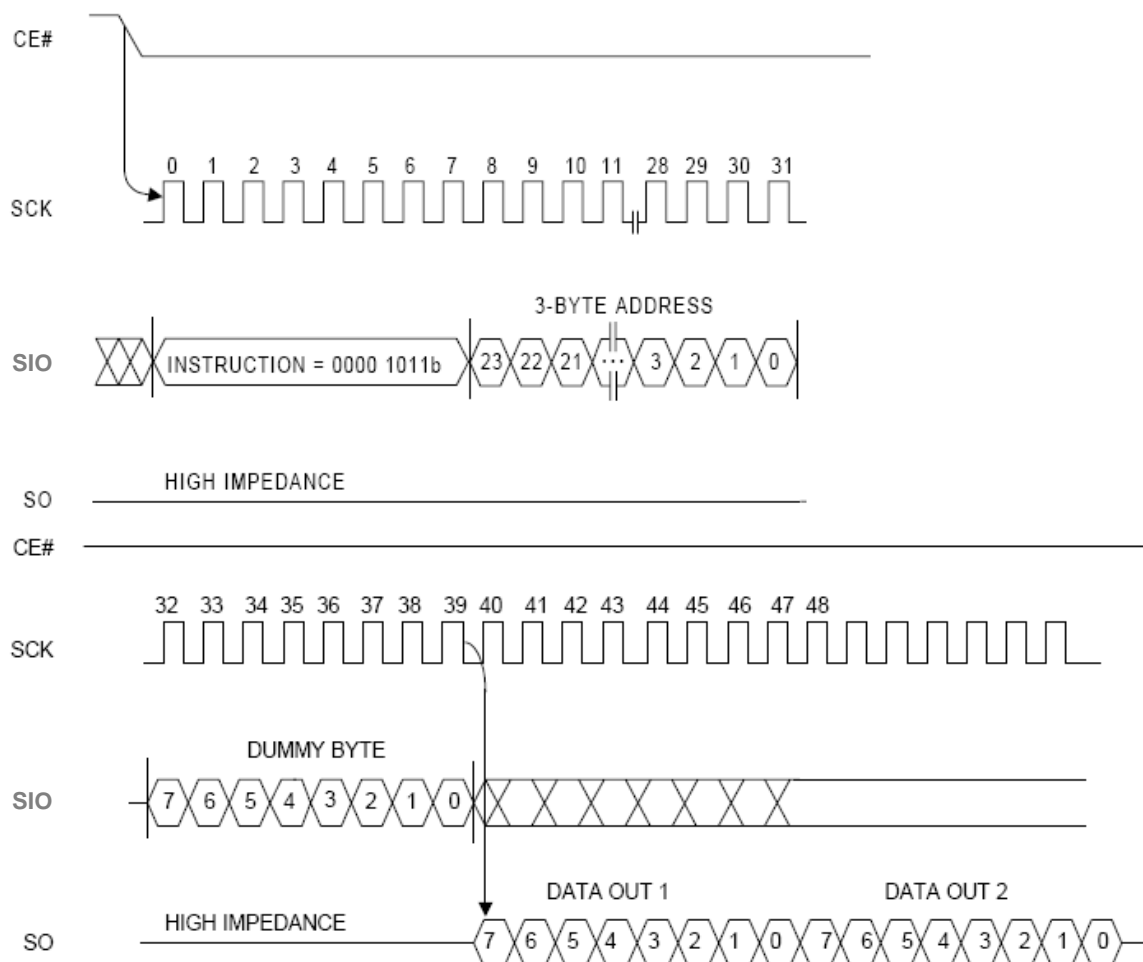 CE#
0 1 2 3 4 5 6 7 8 9 10 11 28 29 30 31
SCK
3-BYTE ADDRESS
SIO INSTRUCTION = 0000 1011b 23 22 21 ... 3 2 1 0
HIGH IMPEDANCE
SO
CE#
32 33 34 35 36 37 38 39 40 41 42 43 44 45 46 47 48
SCK
DUMMY BYTE
SIO 7 6 5 4 3 2 1 0
DATA OUT 1 DATA OUT 2
HIGH IMPEDANCE
SO 7 6 5 4 3 2 1 0 7 6 5 4 3 2 1 0